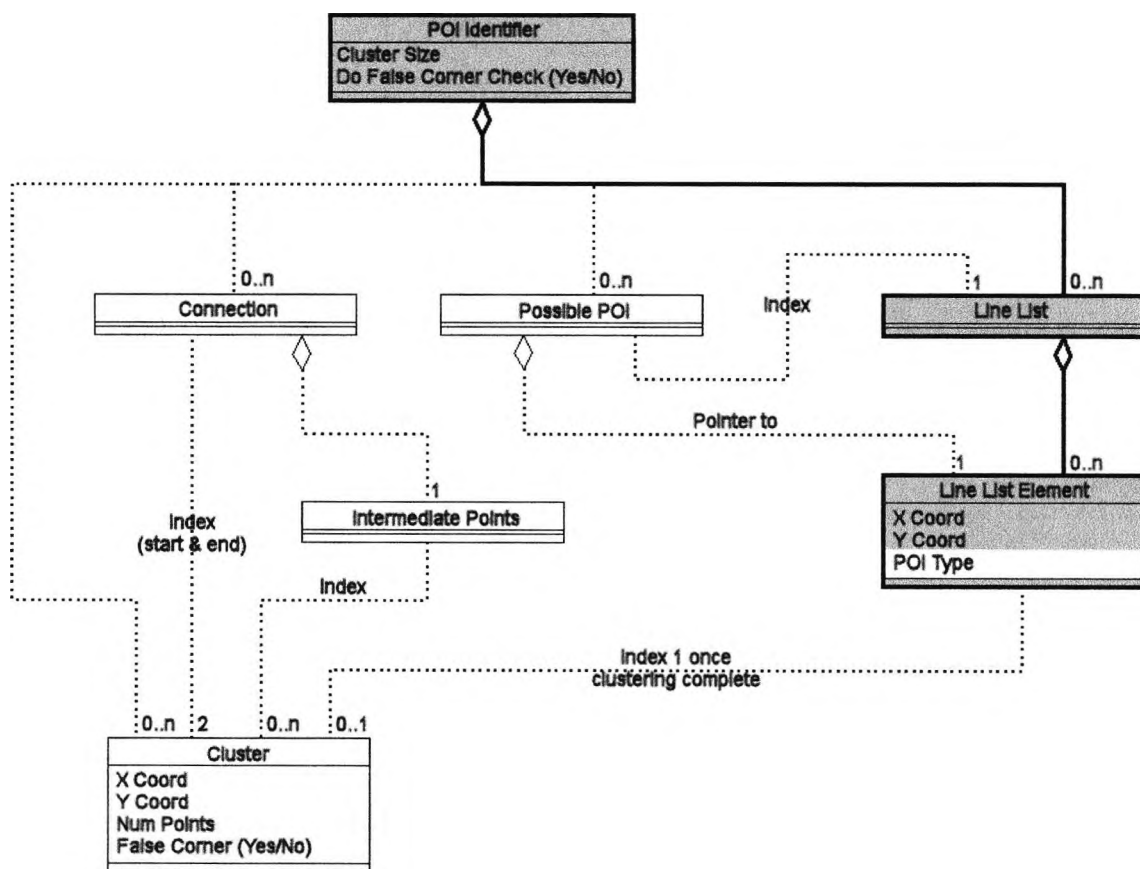 POI Identifier
Cluster Size
Do False Corner Check (Yes/No)
0..n
0..n
1
0..n
Connection
Possible POI
Index
Line List
Pointer to
1
0..n
1
Line List Element
Intermediate Points
X Coord
Y Coord
POI Type
Index
(start & end)
Index
Index 1 once
clustering complete
0..n
2
0..n
0..1
Cluster
X Coord
Y Coord
Num Points
False Corner (Yes/No)